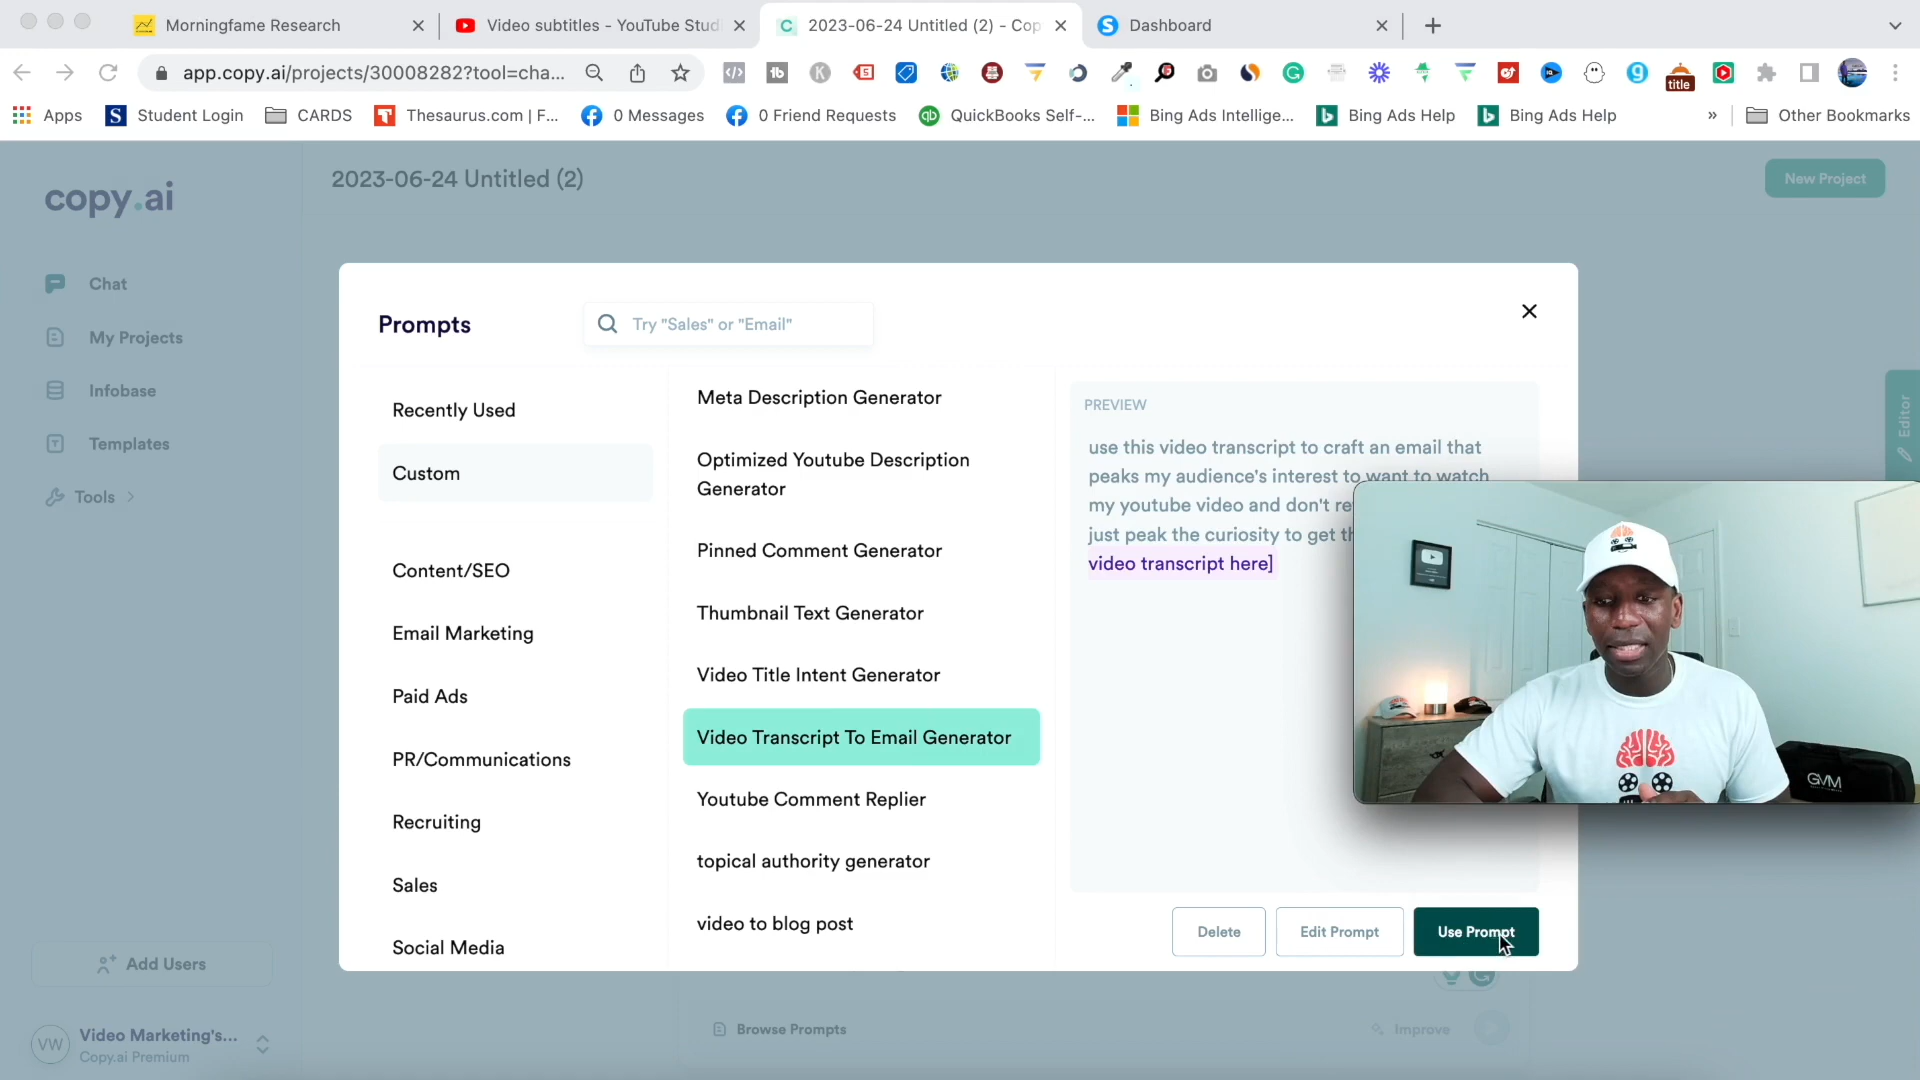 Morningfame Research
Video subtitles - YouTube Stud
2023-06-24 Untitled (2) - Cop
Dashboard
app.copy.ai/projects/30008282?tool=cha...
title
Apps
Student Login
CARDS
Thesaurus.com | F...
0 Messages
0 Friend Requests
QuickBooks Self-...
Bing Ads Intellige...
Bing Ads Help
Bing Ads Help
Other Bookmarks
copy.ai
2023-06-24 Untitled (2)
New Project
Chat
My Projects
Infobase
Templates
Tools
Add Users
VW
Video Marketing's...
Copy.ai Premium
Prompts
Try "Sales" or "Email"
Recently Used
Custom
Content/SEO
Email Marketing
Paid Ads
PR/Communications
Recruiting
Sales
Social Media
Meta Description Generator
Optimized Youtube Description
Generator
Pinned Comment Generator
Thumbnail Text Generator
Video Title Intent Generator
Video Transcript To Email Generator
Youtube Comment Replier
topical authority generator
video to blog post
PREVIEW
use this video transcript to craft an email that
peaks my audience's interest to want to watch
my youtube video and don't re
just peak the curiosity to get th
video transcript here]
Delete
Edit Prompt
Use Prompt
Editor
GVM
Browse Prompts
Improve